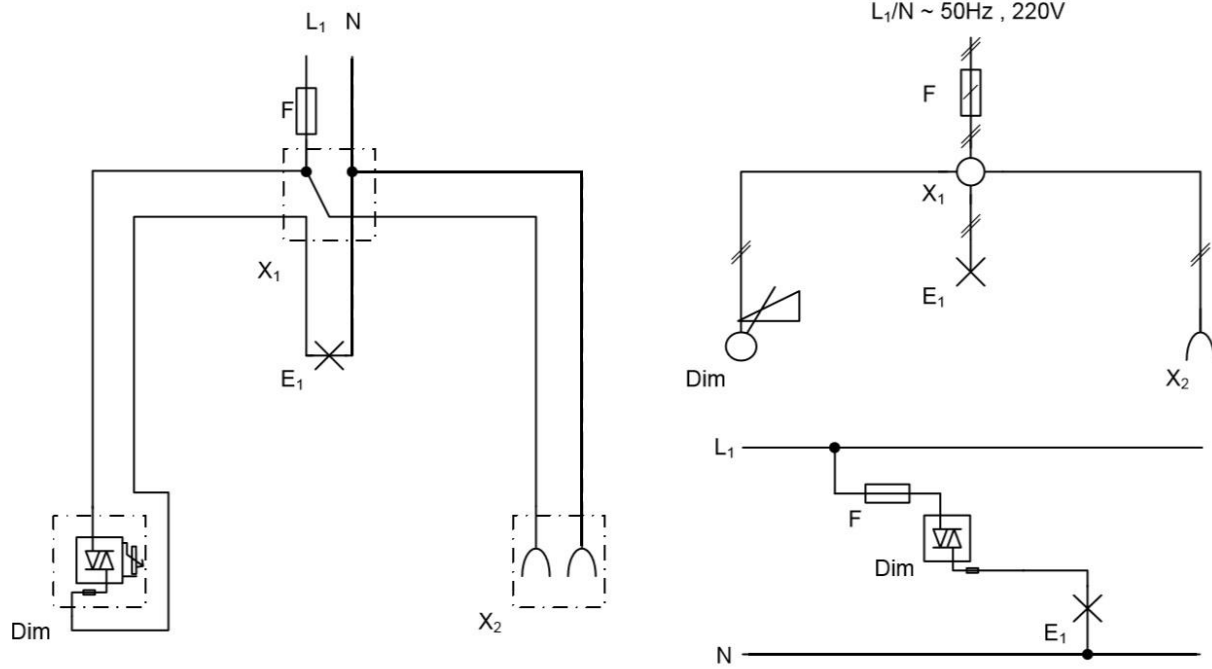 L₁ N
F
X₁
E₁
Dim
X₂
L₁/N ~ 50Hz , 220V
F
X₁
E₁
Dim
X₂
L₁
F
Dim
E₁
N